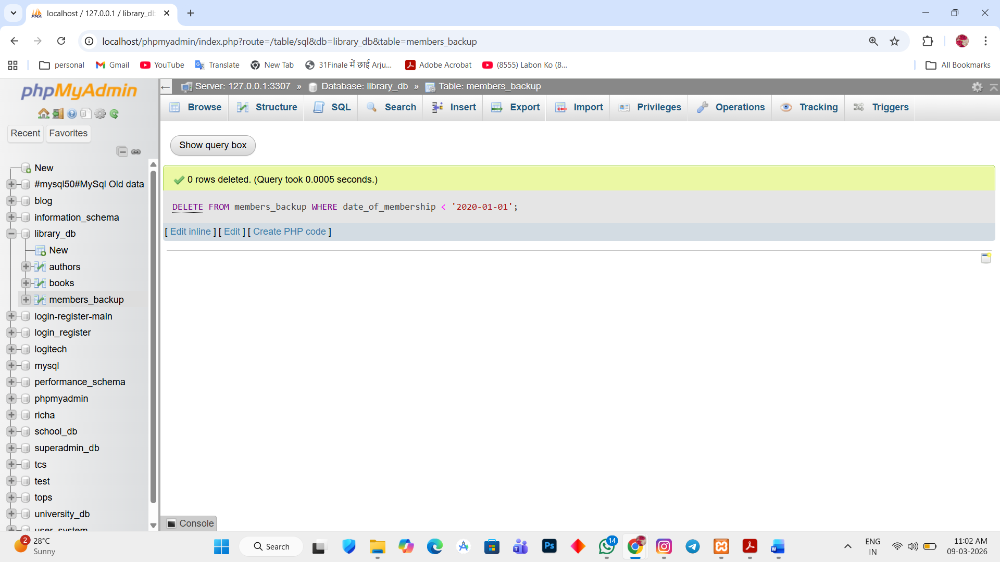 localhost / 127.0.0.1 / library_db
localhost/phpmyadmin/index.php?route=/table/sql&db=library_db&table=members_backup
personal
Gmail
YouTube
Translate
New Tab
31Finale में छाई Arju...
Adobe Acrobat
(8555) Labon Ko (8...
All Bookmarks
phpMyAdmin
Server: 127.0.0.1:3307 » Database: library_db » Table: members_backup
Browse
Structure
SQL
Search
Insert
Export
Import
Privileges
Operations
Tracking
Triggers
Recent
Favorites
New
#mysql50#MySql Old data
blog
information_schema
library_db
New
authors
books
members_backup
login-register-main
login_register
logitech
mysql
performance_schema
phpmyadmin
richa
school_db
superadmin_db
tcs
test
tops
university_db
user_system
Show query box
0 rows deleted. (Query took 0.0005 seconds.)
DELETE FROM members_backup WHERE date_of_membership < '2020-01-01';
[ Edit inline ] [ Edit ] [ Create PHP code ]
Console
2
28°C
Sunny
Search
Ps
14
ENG
IN
11:02 AM
09-03-2026